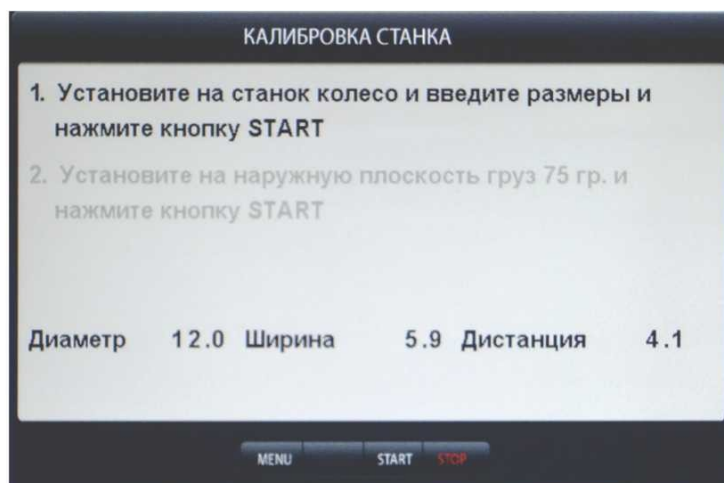 КАЛИБРОВКА СТАНКА
1. Установите на станок колесо и введите размеры и
нажмите кнопку START
2. Установите на наружную плоскость груз 75 гр. и
нажмите кнопку START
Диаметр 12.0 Ширина 5.9 Дистанция 4.1
MENU START STOP